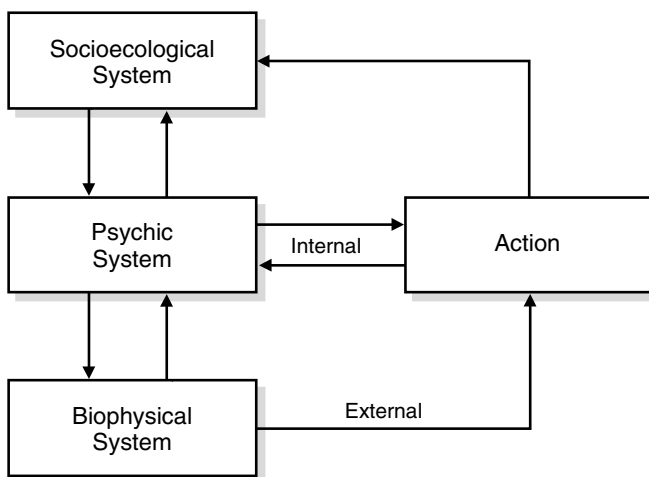 Socioecological
System
Psychic
System
Internal
Action
Biophysical
System
External